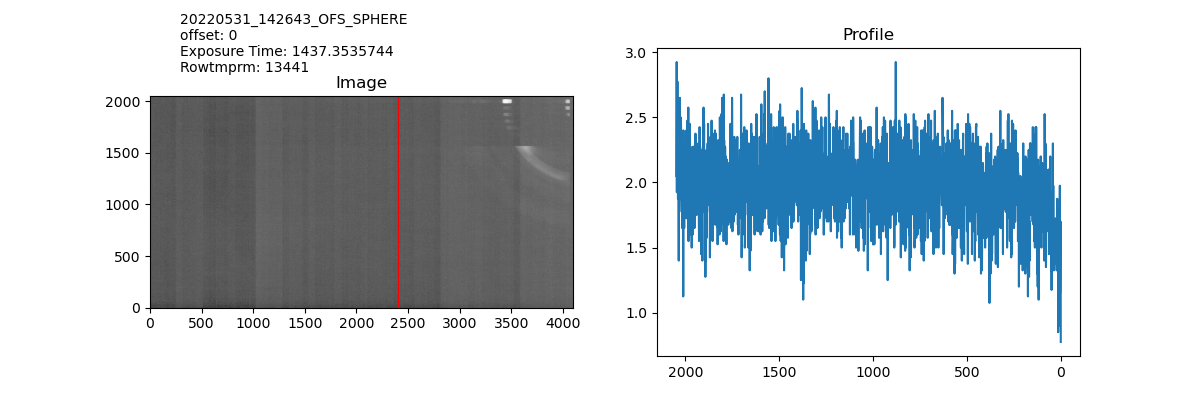 20220531_142643_OFS_SPHERE
offset: 0
Exposure Time: 1437.3535744
Rowtmprm: 13441
Image
2000
1500
1000
500
0
0 500 1000 1500 2000 2500 3000 3500 4000
Profile
3.0
2.5
2.0
1.5
1.0
2000 1500 1000 500 0